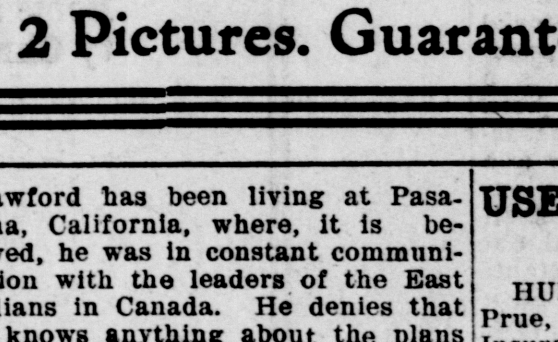 2 Pictures. Guarant
wford has been living at Pasa-
a, California, where, it is be-
ved, he was in constant communi-
ion with the leaders of the East
ians in Canada. He denies that
knows anything about the plans
USE
HU
Prue,